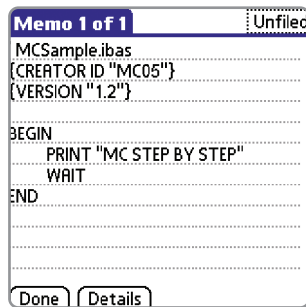 Memo 1 of 1
Unfiled
MCSample.ibas
{CREATOR ID "MC05"}
{VERSION "1.2"}
BEGIN
PRINT "MC STEP BY STEP"
WAIT
END
Done
Details